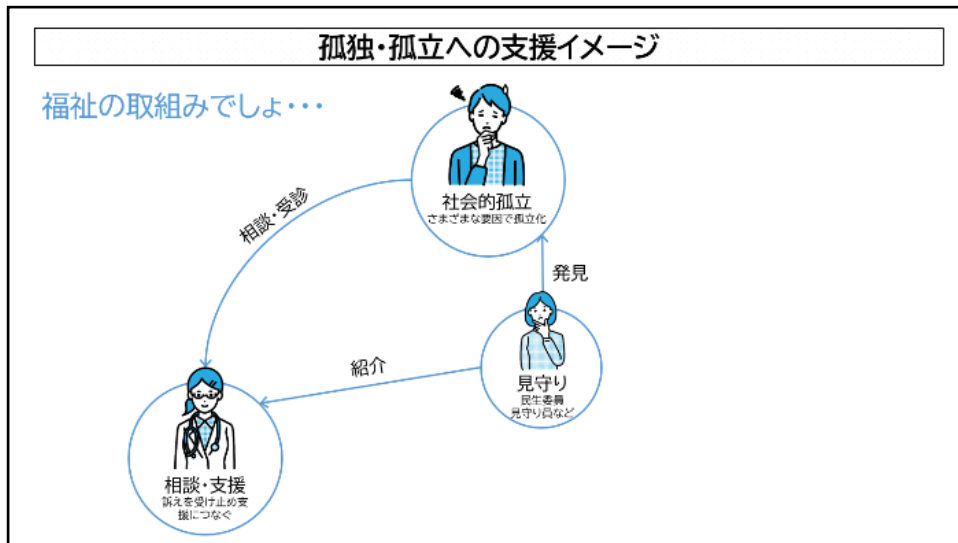 孤独・孤立への支援イメージ
福祉の取組みでしょ・・・
社会的孤立
さまざまな要因で孤立化
相談・受診
発見
紹介
見守り
民生委員
見守り員など
相談・支援
訴えを受け止め支
援につなぐ